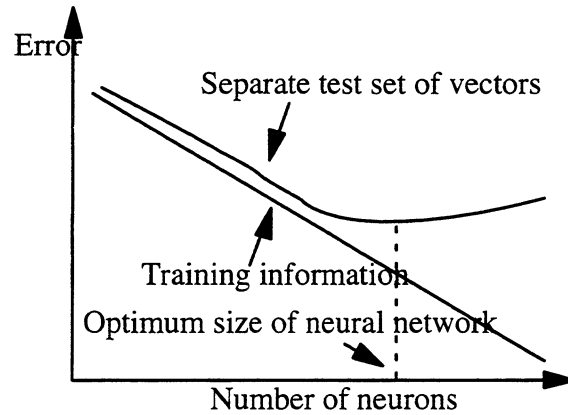 Error
Separate test set of vectors
Training information
Optimum size of neural network
Number of neurons